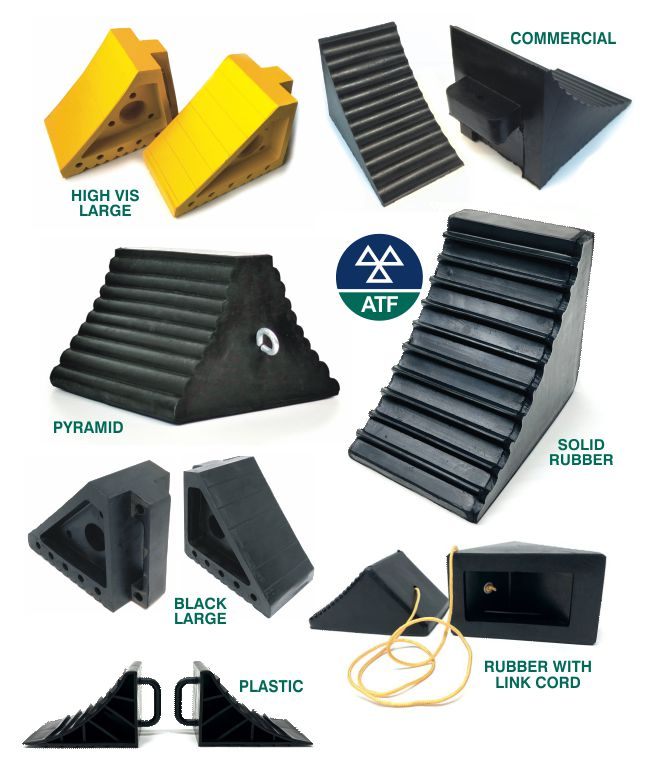 COMMERCIAL
HIGH VIS
LARGE
ATF
PYRAMID
SOLID
RUBBER
BLACK
LARGE
RUBBER WITH
LINK CORD
PLASTIC